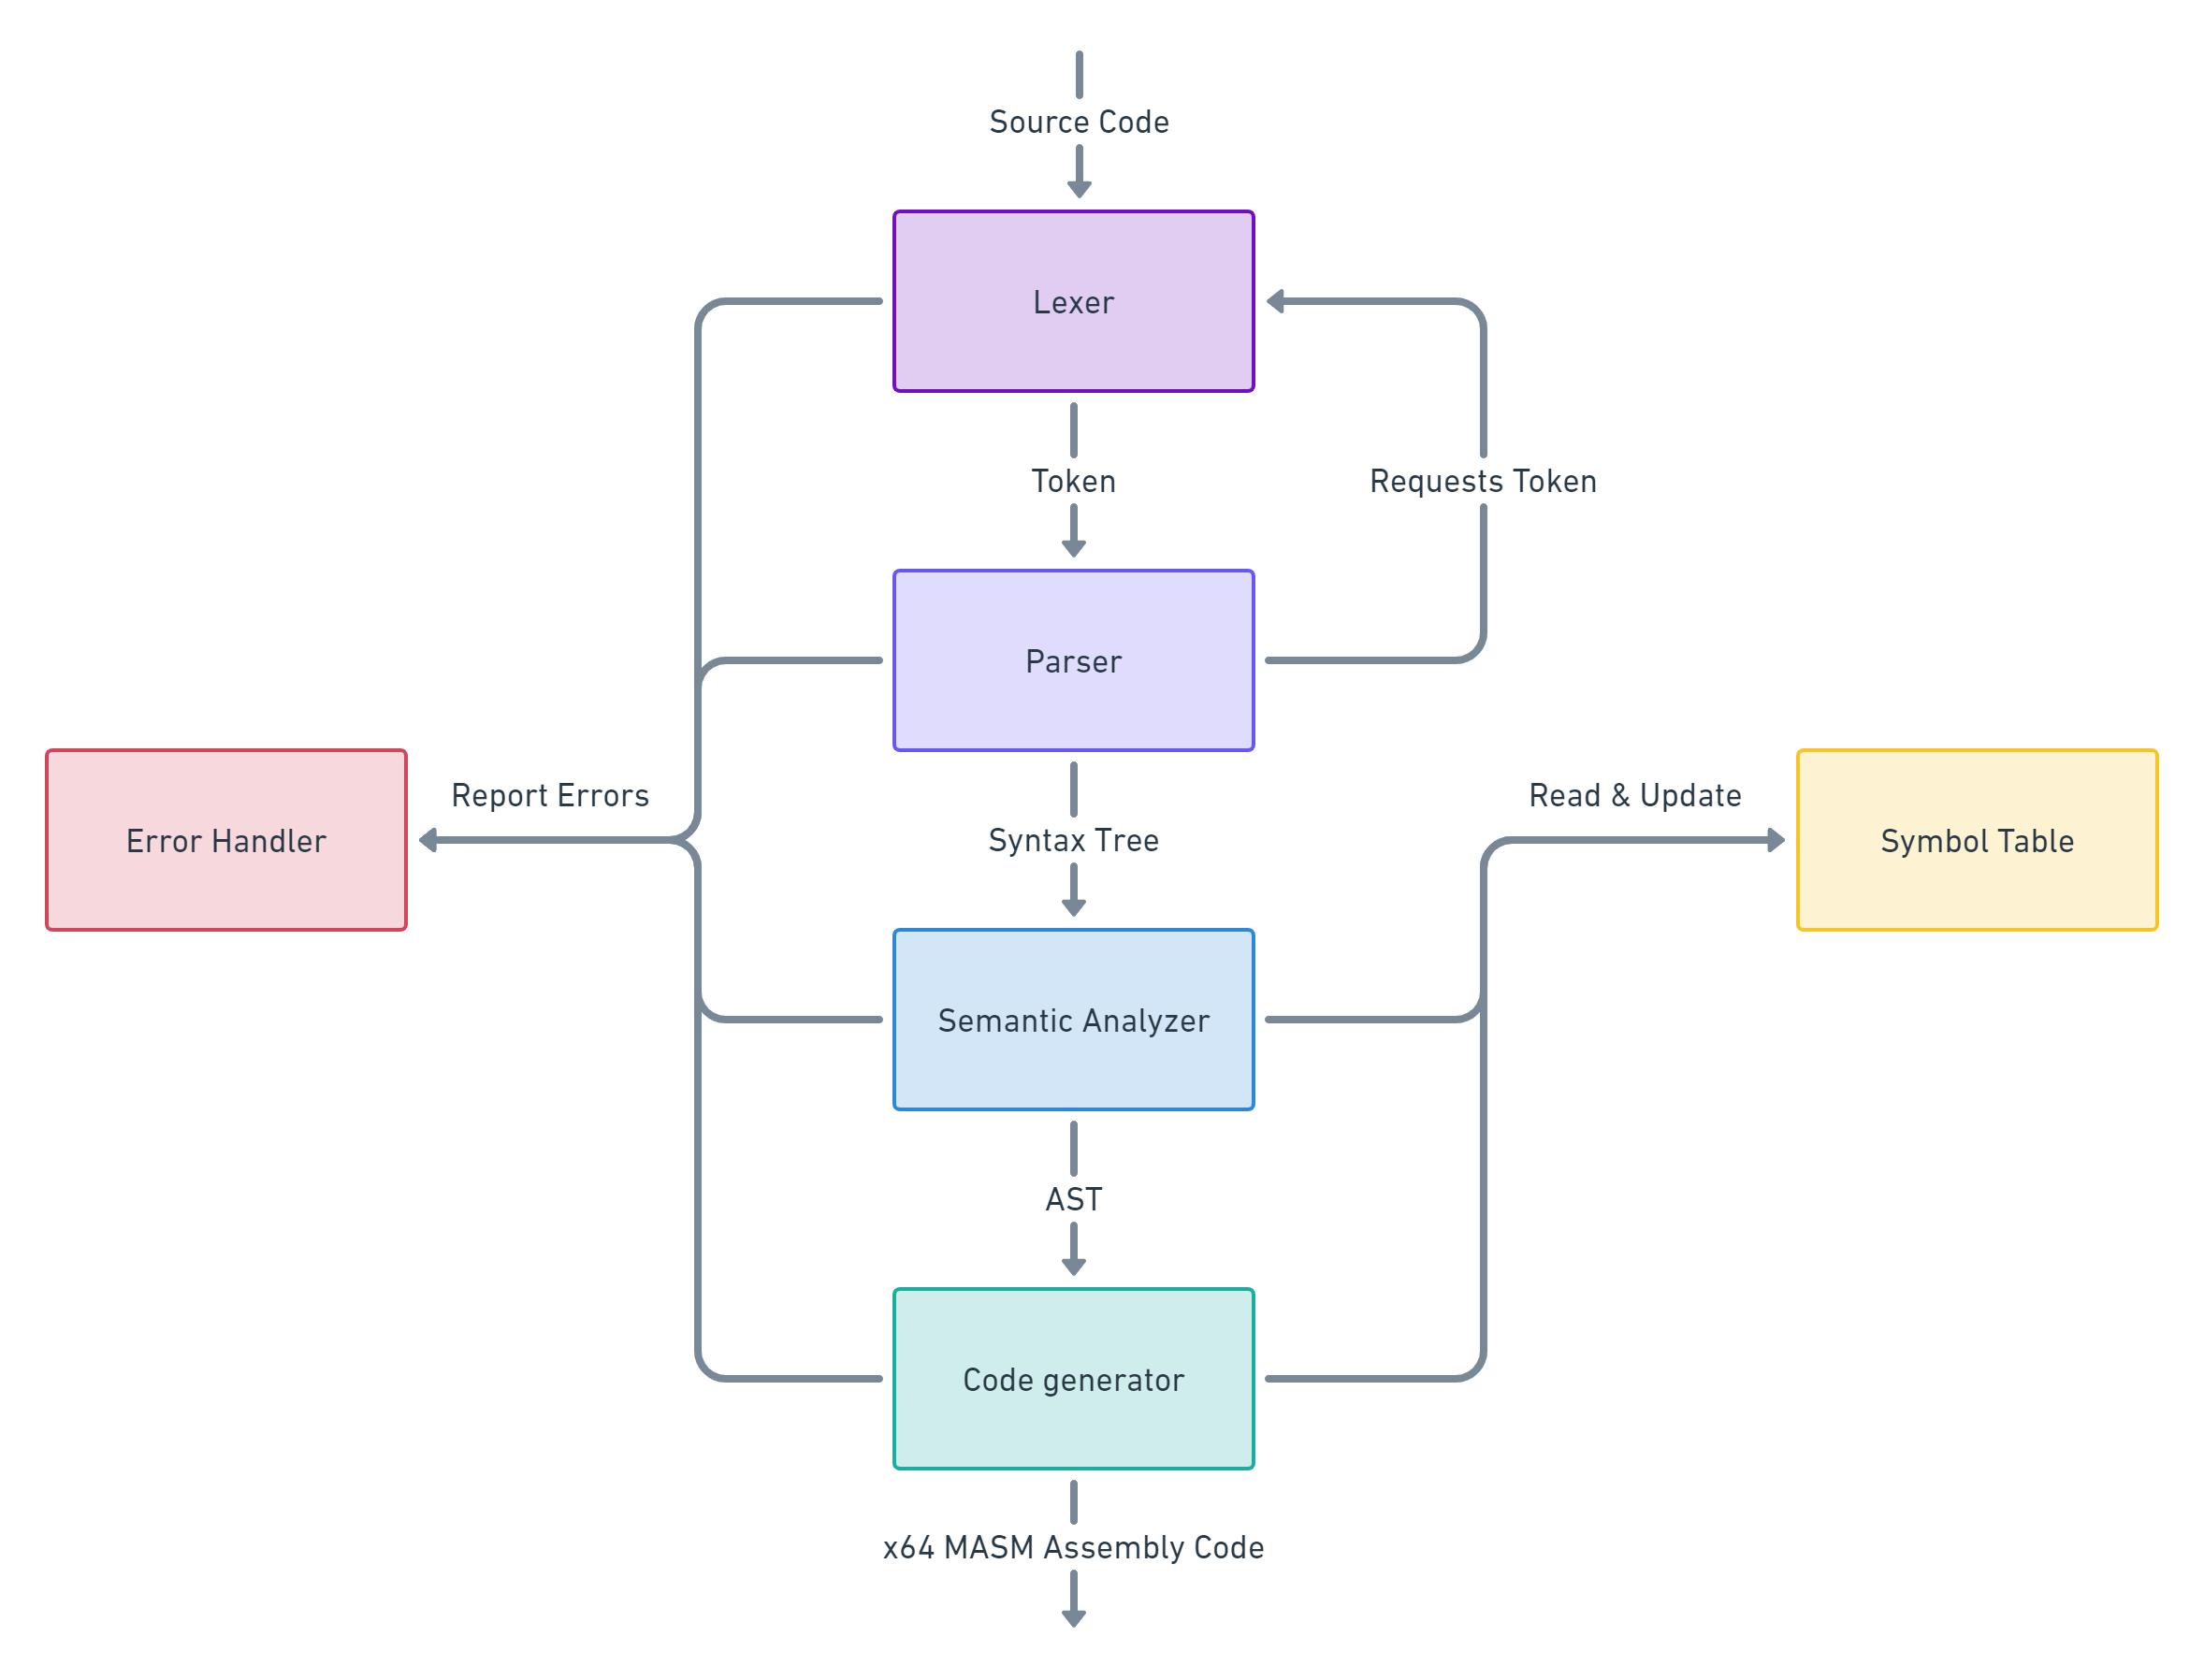 Source Code
Lexer
Token
Requests Token
Parser
Report Errors
Read & Update
Error Handler
Syntax Tree
Symbol Table
Semantic Analyzer
AST
Code generator
x64 MASM Assembly Code